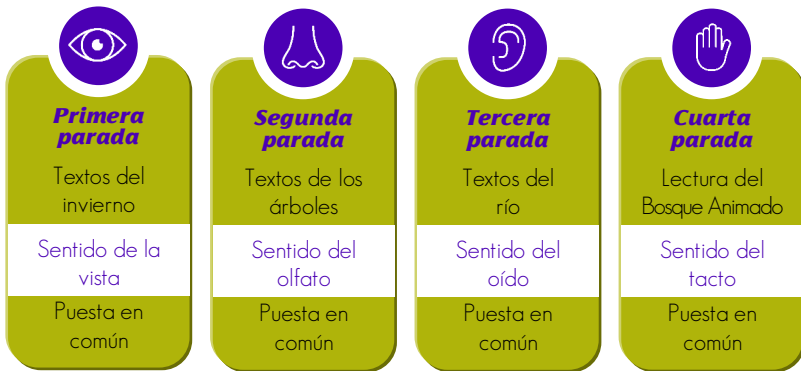 Primera
parada
Textos del
invierno
Sentido de la
vista
Puesta en
común
Segunda
parada
Textos de los
árboles
Sentido del
olfato
Puesta en
común
Tercera
parada
Textos del
río
Sentido del
oído
Puesta en
común
Cuarta
parada
Lectura del
Bosque Animado
Sentido del
tacto
Puesta en
común